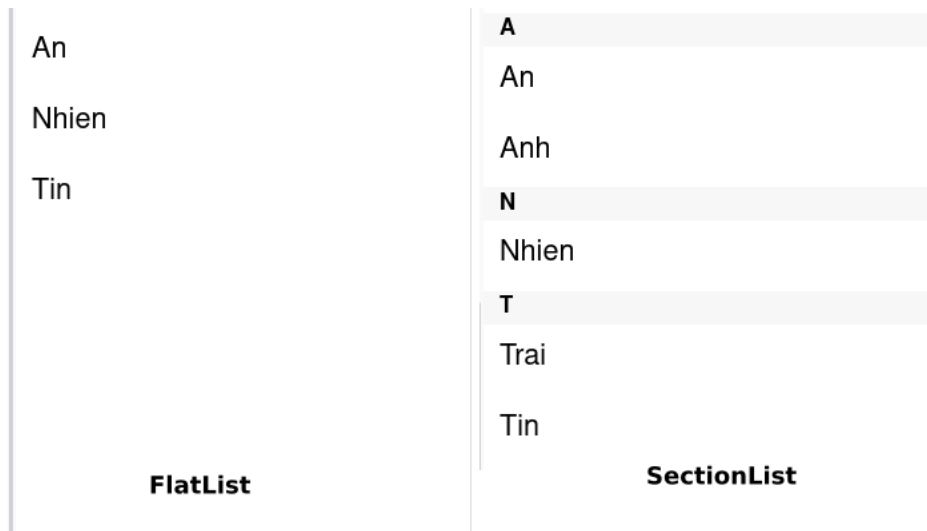 An
Nhien
Tin
FlatList
A
An
Anh
N
Nhien
T
Trai
Tin
SectionList